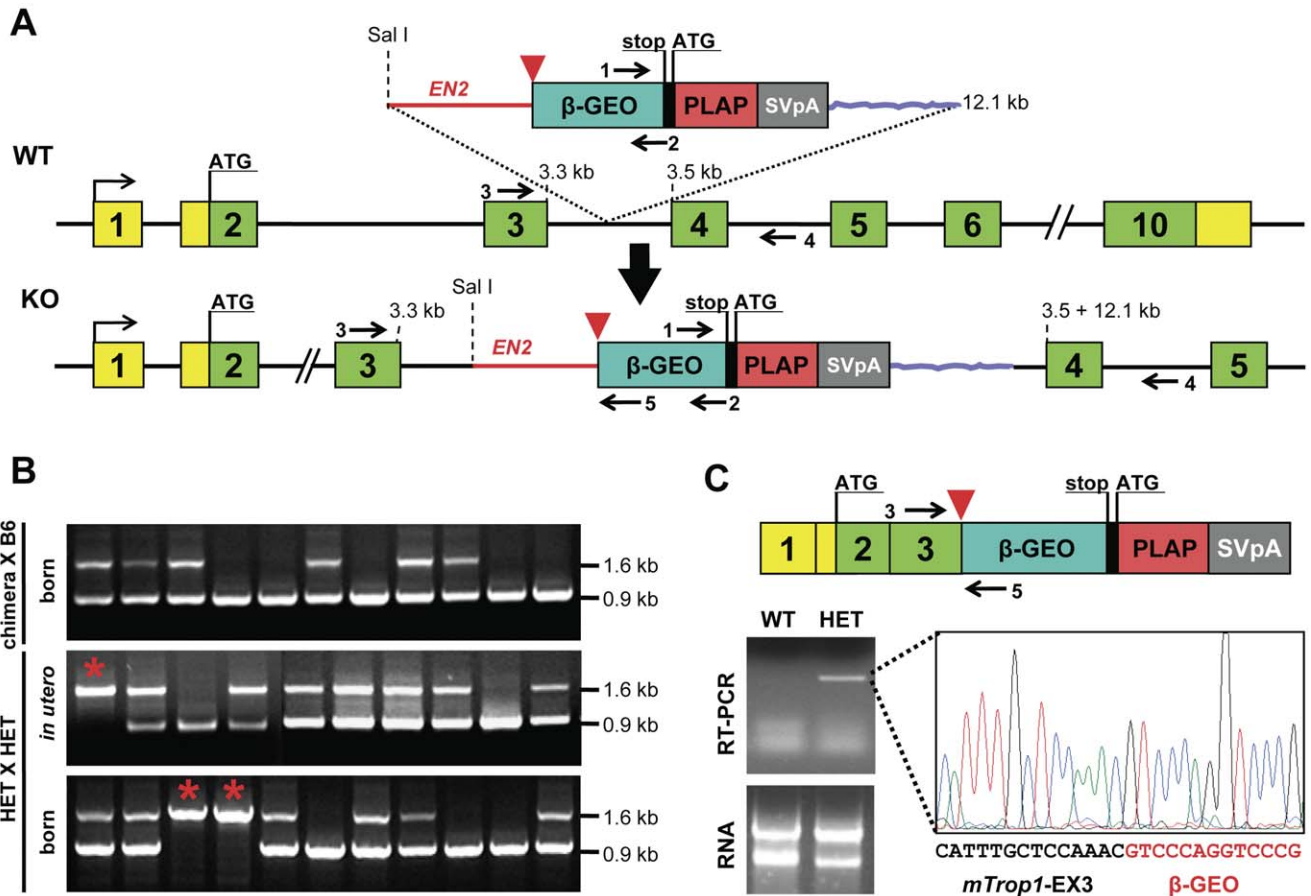 A
Sal I
stop ATG
1
EN2
β-GEO
PLAP
SVpA
12.1 kb
2
WT
ATG
3
3.3 kb
3.5 kb
1
2
3
4
5
6
10
4
KO
Sal I
stop ATG
ATG
3
3.3 kb
1
3.5 + 12.1 kb
EN2
1
2
3
β-GEO
PLAP
SVpA
4
5
5
2
4
B
chimera X B6
born
1.6 kb
0.9 kb
HET X HET
in utero
*
1.6 kb
0.9 kb
born
* *
1.6 kb
0.9 kb
C
ATG
stop ATG
3
1
2
3
β-GEO
PLAP
SVpA
5
WT HET
RT-PCR
RNA
CATTTGCTCCAAACGTCCCAGGTCCCG
mTrop1-EX3 β-GEO